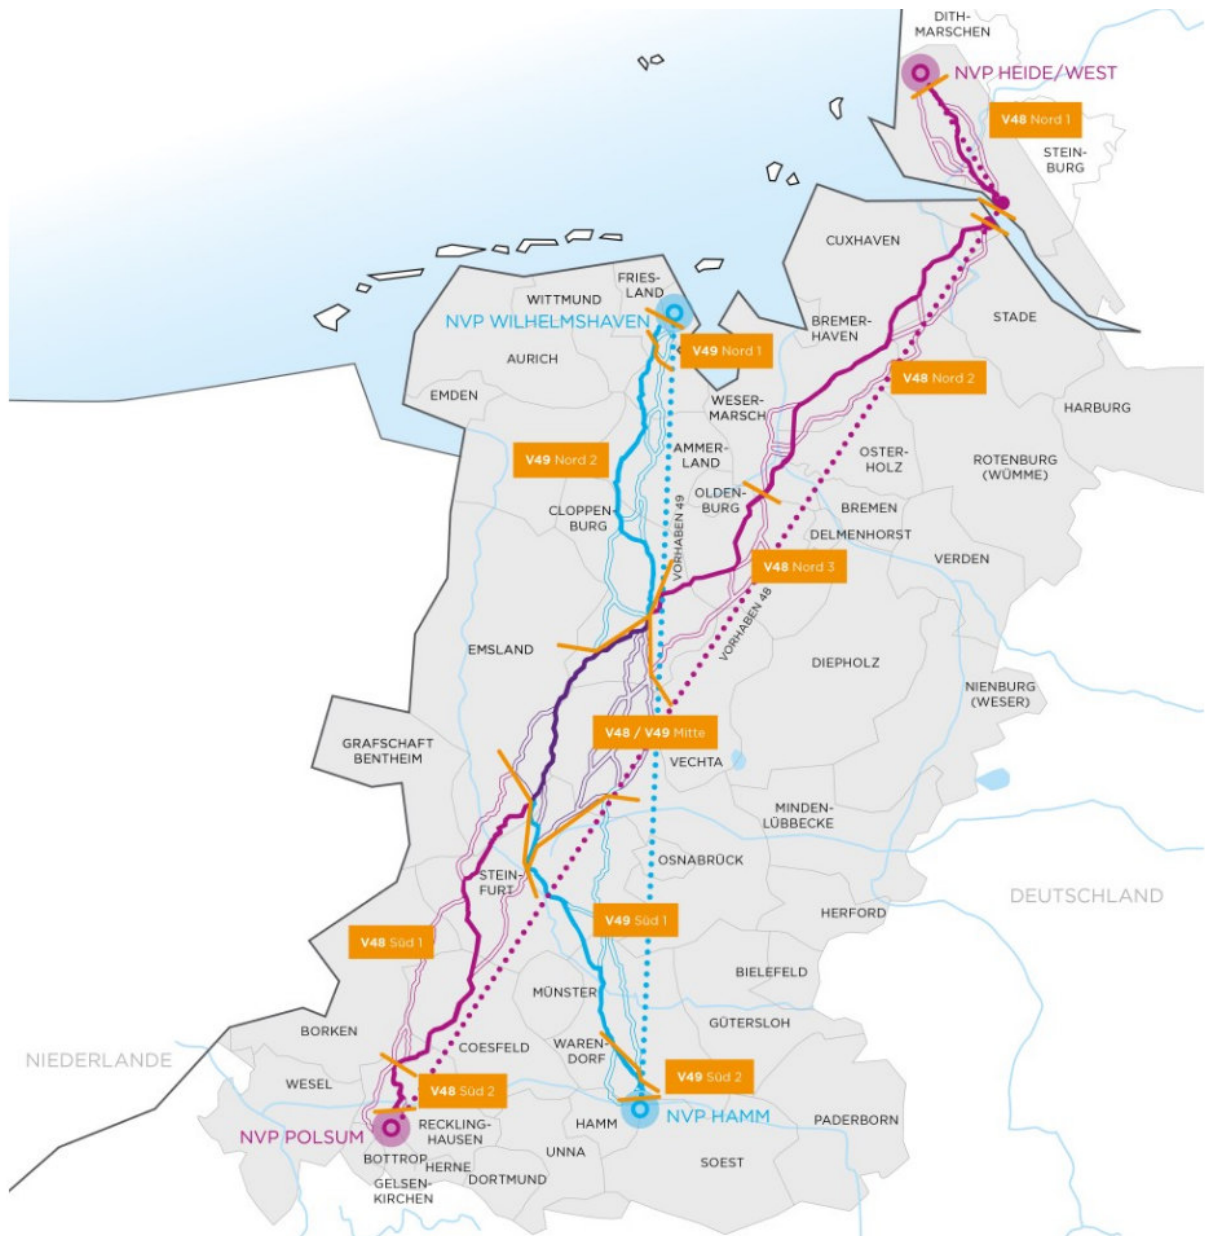 DITH-
MARSCHEN
NVP HEIDE/WEST
V48 Nord 1
STEIN-
BURG
CUXHAVEN
FRIES-
LAND
WITTMUND
NVP WILHELMSHAVEN
BREMER-
HAVEN
STADE
V49 Nord 1
AURICH
V48 Nord 2
EMDEN
WESER-
MARSCH
HARBURG
V49 Nord 2
AMMER-
LAND
OSTER-
HOLZ
ROTENBURG
(WÜMME)
OLDEN-
BURG
CLOPPEN-
BURG
BREMEN
DELMENHORST
VORHABEN 49
VERDEN
V48 Nord 3
VORHABEN 48
EMSLAND
DIEPHOLZ
NIENBURG
(WESER)
V48 / V49 Mitte
GRAFSCHAFT
BENTHEIM
VECHTA
MINDEN-
LÜBBECKE
OSNABRÜCK
STEIN-
FURT
DEUTSCHLAND
HERFORD
V49 Süd 1
V48 Süd 1
BIELEFELD
MÜNSTER
GÜTERSLOH
BORKEN
COESFELD
WAREN-
DORF
NIEDERLANDE
WESEL
V49 Süd 2
V48 Süd 2
NVP HAMM
PADERBORN
HAMM
NVP POLSUM
RECKLING-
HAUSEN
UNNA
SOEST
BOTTROP
HERNE
DORTMUND
GELSEN-
KIRCHEN